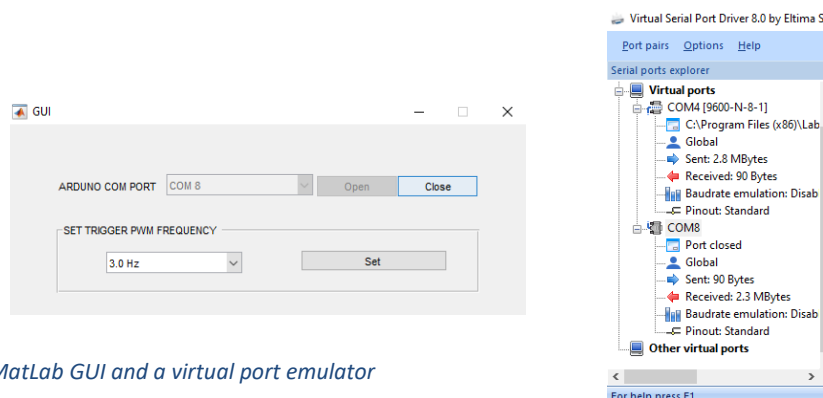 GUI
ARDUNO COM PORT COM 8 Open Close
SET TRIGGER PWM FREQUENCY
3.0 Hz Set
MatLab GUI and a virtual port emulator
Virtual Serial Port Driver 8.0 by Eltima S
Port pairs Options Help
Serial ports explorer
Virtual ports
COM4 [9600-N-8-1]
C:\Program Files (x86)\Lab
Global
Sent: 2.8 MBytes
Received: 90 Bytes
Baudrate emulation: Disab
Pinout: Standard
COM8
Port closed
Global
Sent: 90 Bytes
Received: 2.3 MBytes
Baudrate emulation: Disab
Pinout: Standard
Other virtual ports
For help press F1